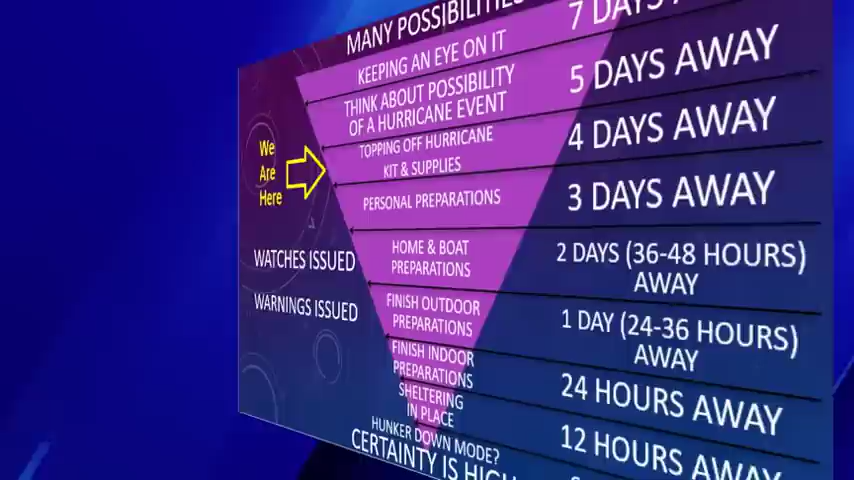 MANY POSSIBILITIES
7 DAYS
KEEPING AN EYE ON IT
THINK ABOUT POSSIBILITY
OF A HURRICANE EVENT
5 DAYS AWAY
TOPPING OFF HURRICANE
KIT & SUPPLIES
4 DAYS AWAY
We
Are
Here
PERSONAL PREPARATIONS
3 DAYS AWAY
WATCHES ISSUED
HOME & BOAT
PREPARATIONS
2 DAYS (36-48 HOURS)
AWAY
WARNINGS ISSUED
FINISH OUTDOOR
PREPARATIONS
1 DAY (24-36 HOURS)
AWAY
FINISH INDOOR
PREPARATIONS
24 HOURS AWAY
SHELTERING
IN PLACE
12 HOURS AWAY
HUNKER DOWN MODE?
CERTAINTY IS HIGH